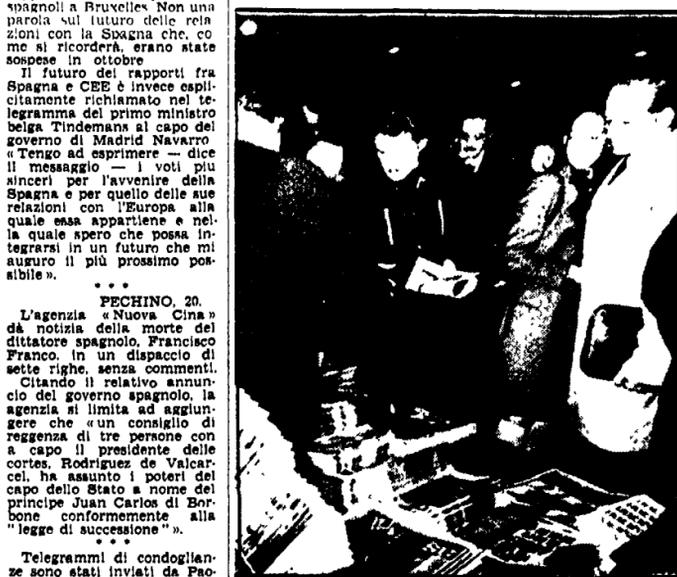 spagnoli a Bruxelles Non una
parola sul futuro delle rela
zioni con la Spagna che, co
me si ricorderà, erano state
sospese in ottobre
Il futuro dei rapporti fra
Spagna e CEE è invece espli-
citamente richiamato nel te-
legramma del primo ministro
belga Tindemans al capo del
governo di Madrid Navarro
« Tengo ad esprimere — dice
il messaggio — i voti più
sinceri per l'avvenire della
Spagna e per quello delle sue
relazioni con l'Europa alla
quale essa appartiene e nel-
la quale spero che possa in-
tegrarsi in un futuro che mi
auguro il più prossimo pos-
sibile ».
* * *
PECHINO, 20.
L'agenzia « Nuova Cina »
dà notizia della morte del
dittatore spagnolo, Francisco
Franco, in un dispaccio di
sette righe, senza commenti.
Citando il relativo annun-
cio del governo spagnolo, la
agenzia si limita ad aggiun-
gere che « un consiglio di
reggenza di tre persone con
a capo il presidente delle
cortes, Rodriguez de Valcar-
cel, ha assunto i poteri del
capo dello Stato a nome del
principe Juan Carlos di Bor-
bone conformemente alla
"legge di successione" ».
* *
Telegrammi di condoglian-
ze sono stati inviati da Pao-